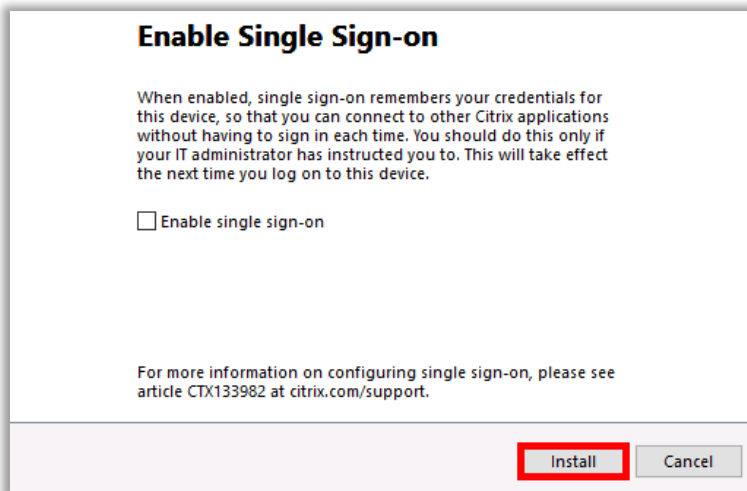 Enable Single Sign-on
When enabled, single sign-on remembers your credentials for
this device, so that you can connect to other Citrix applications
without having to sign in each time. You should do this only if
your IT administrator has instructed you to. This will take effect
the next time you log on to this device.
Enable single sign-on
For more information on configuring single sign-on, please see
article CTX133982 at citrix.com/support.
Install
Cancel